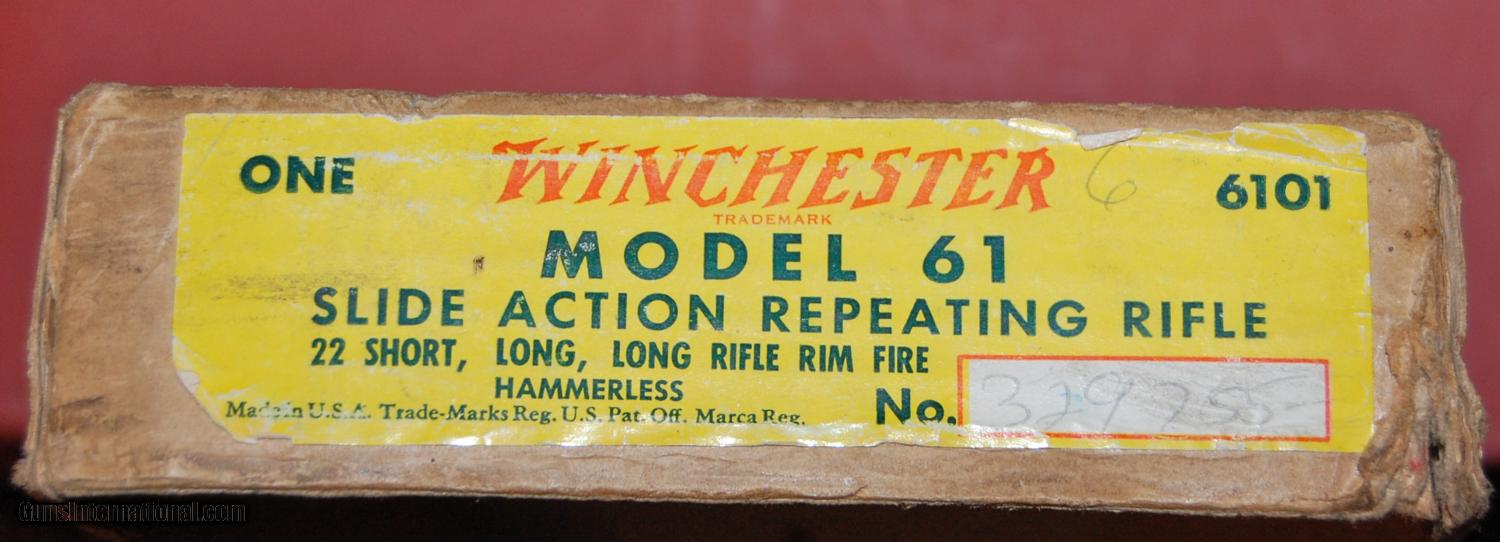 ONE WINCHESTER 6 6101
TRADEMARK
MODEL 61
SLIDE ACTION REPEATING RIFLE
22 SHORT, LONG, LONG RIFLE RIM FIRE
HAMMERLESS
Made in U.S.A. Trade-Marks Reg. U.S. Pat. Off. Marca Reg. No.
GunsInternational.com